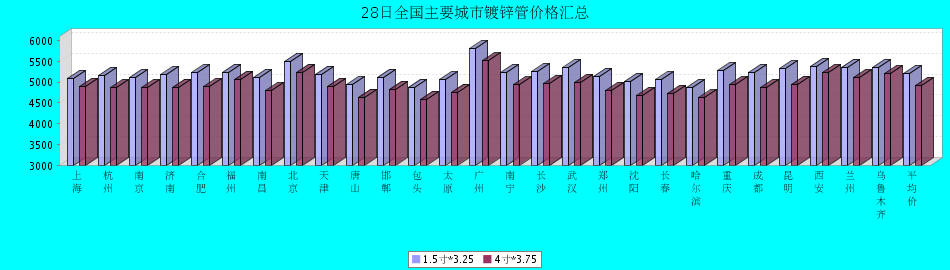 28日全国主要城市镀锌管价格汇总
6000
5500
5000
4500
4000
3500
3000
上海
杭州
南京
济南
合肥
福州
南昌
北京
天津
唐山
邯郸
包头
太原
广州
南宁
长沙
武汉
郑州
沈阳
长春
哈尔滨
重庆
成都
昆明
西安
兰州
乌鲁木齐
平均价
1.5寸*3.25
4寸*3.75